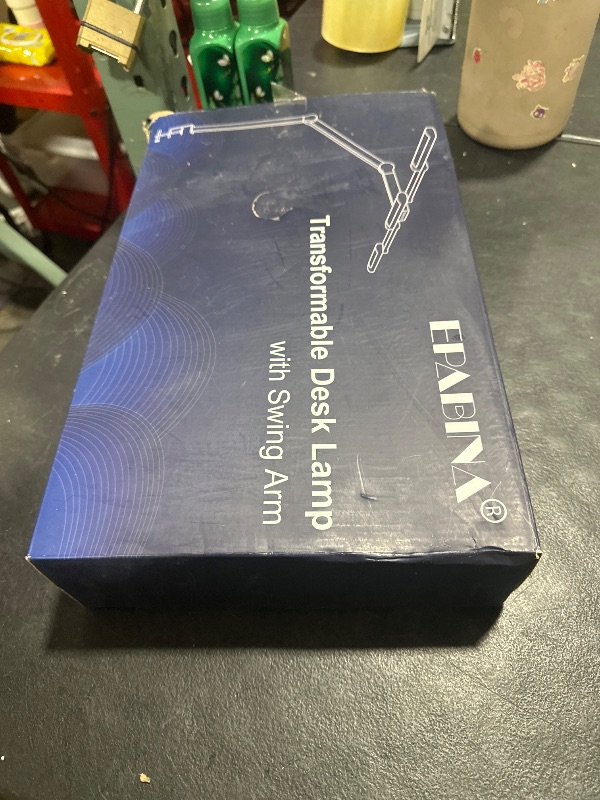 EPABINA®
Transformable Desk Lamp
with Swing Arm